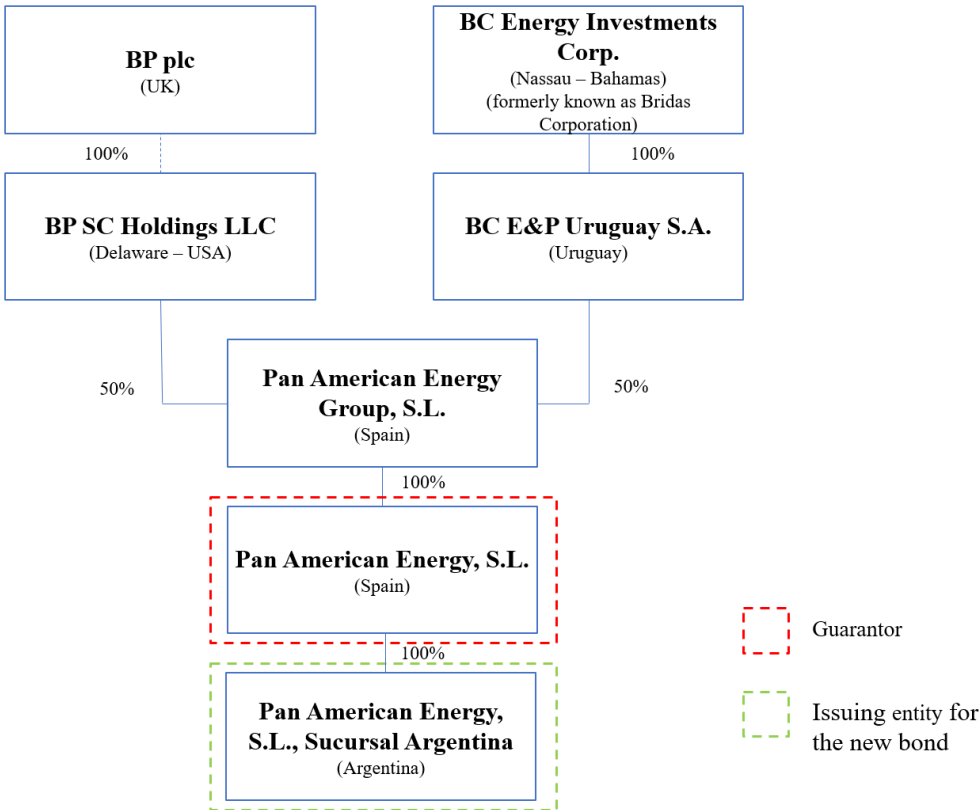 BP plc
(UK)
BC Energy Investments
Corp.
(Nassau – Bahamas)
(formerly known as Bridas
Corporation)
100%
100%
BP SC Holdings LLC
(Delaware – USA)
BC E&P Uruguay S.A.
(Uruguay)
50%
50%
Pan American Energy
Group, S.L.
(Spain)
100%
Pan American Energy, S.L.
(Spain)
100%
Pan American Energy,
S.L., Sucursal Argentina
(Argentina)
Guarantor
Issuing entity for
the new bond